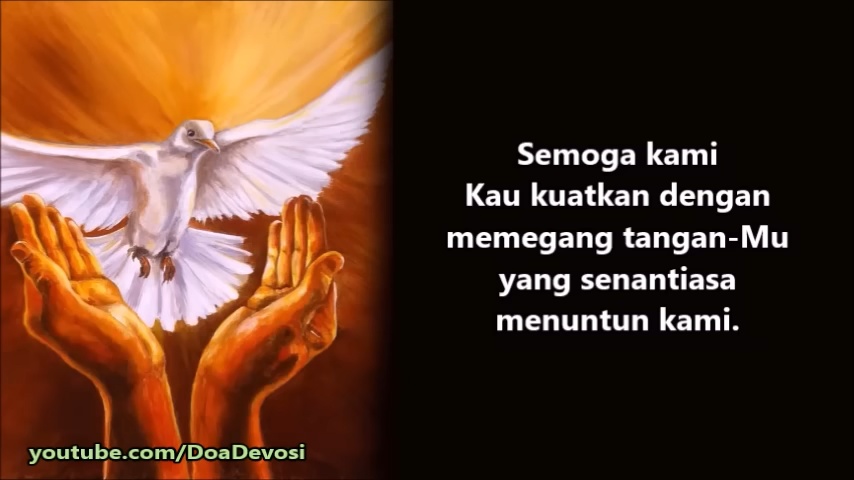 Semoga kami
Kau kuatkan dengan
memegang tangan-Mu
yang senantiasa
menuntun kami.
youtube.com/DoaDevosi